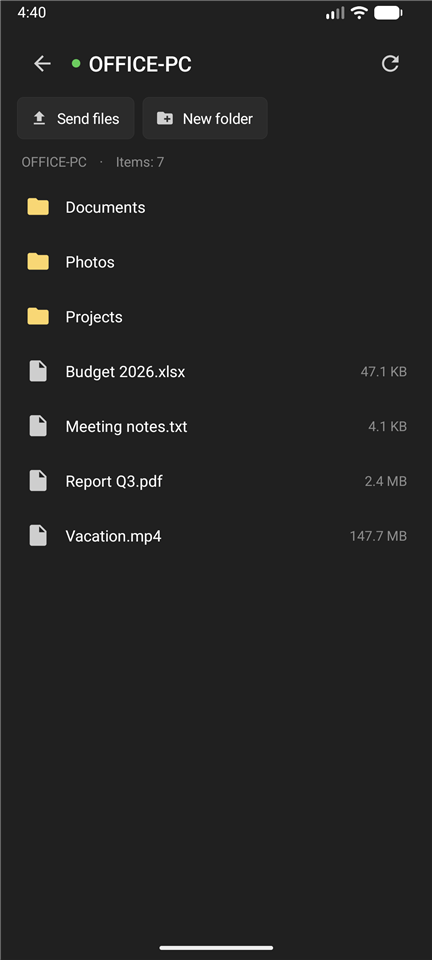 4:40
OFFICE-PC
Send files New folder
OFFICE-PC · Items: 7
Documents
Photos
Projects
Budget 2026.xlsx 47.1 KB
Meeting notes.txt 4.1 KB
Report Q3.pdf 2.4 MB
Vacation.mp4 147.7 MB